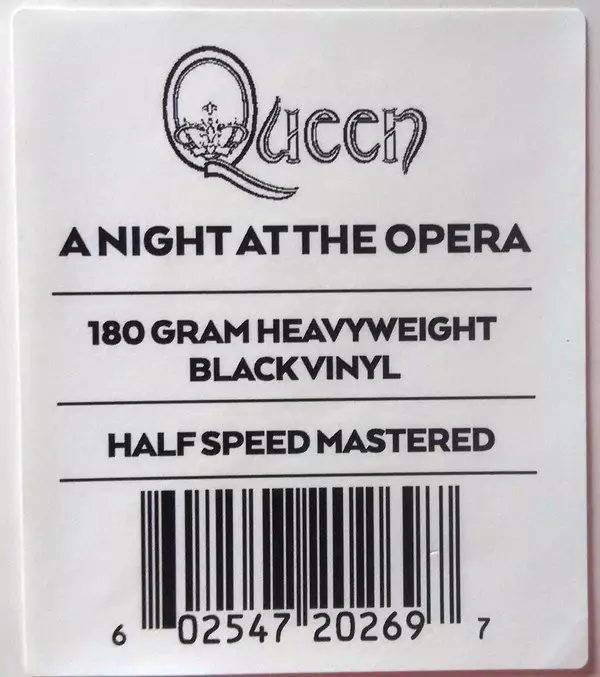 Queen
A NIGHT AT THE OPERA
180 GRAM HEAVYWEIGHT
BLACK VINYL
HALF SPEED MASTERED
6 02547 20269 7